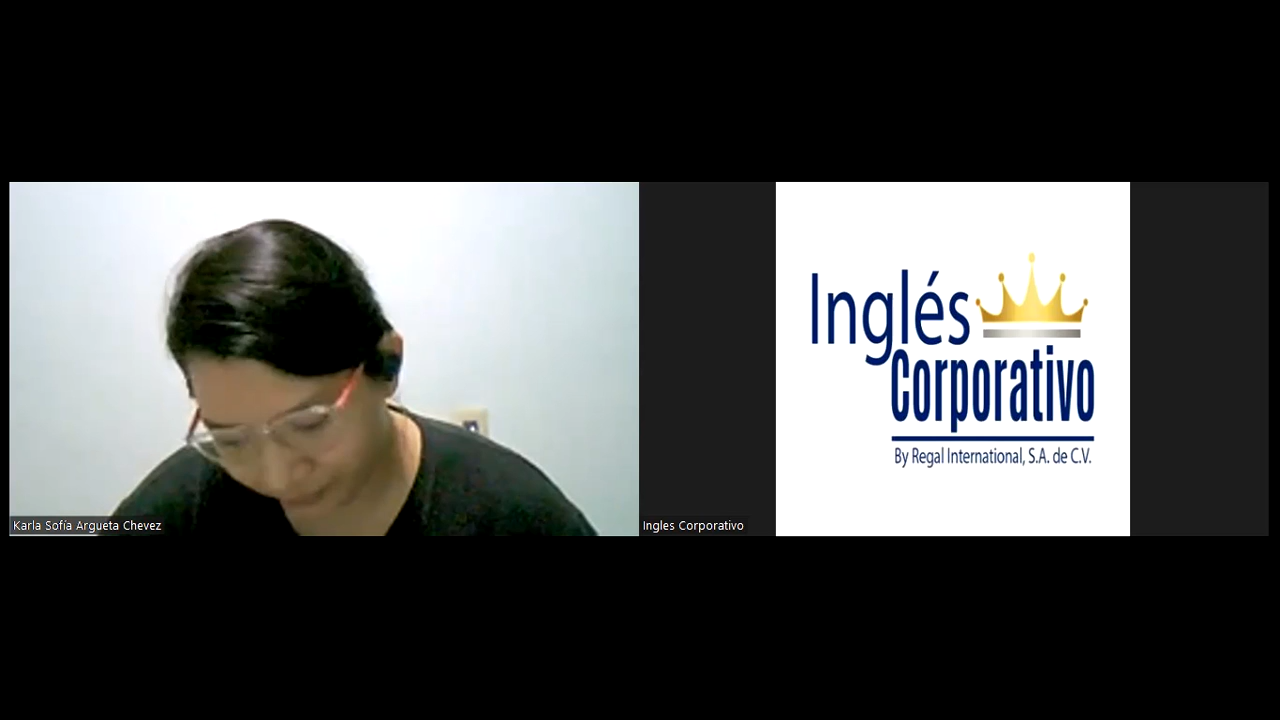 Inglés
Corporativo
By Regal International, S.A. de C.V.
Karla Sofía Argueta Chevez
Ingles Corporativo